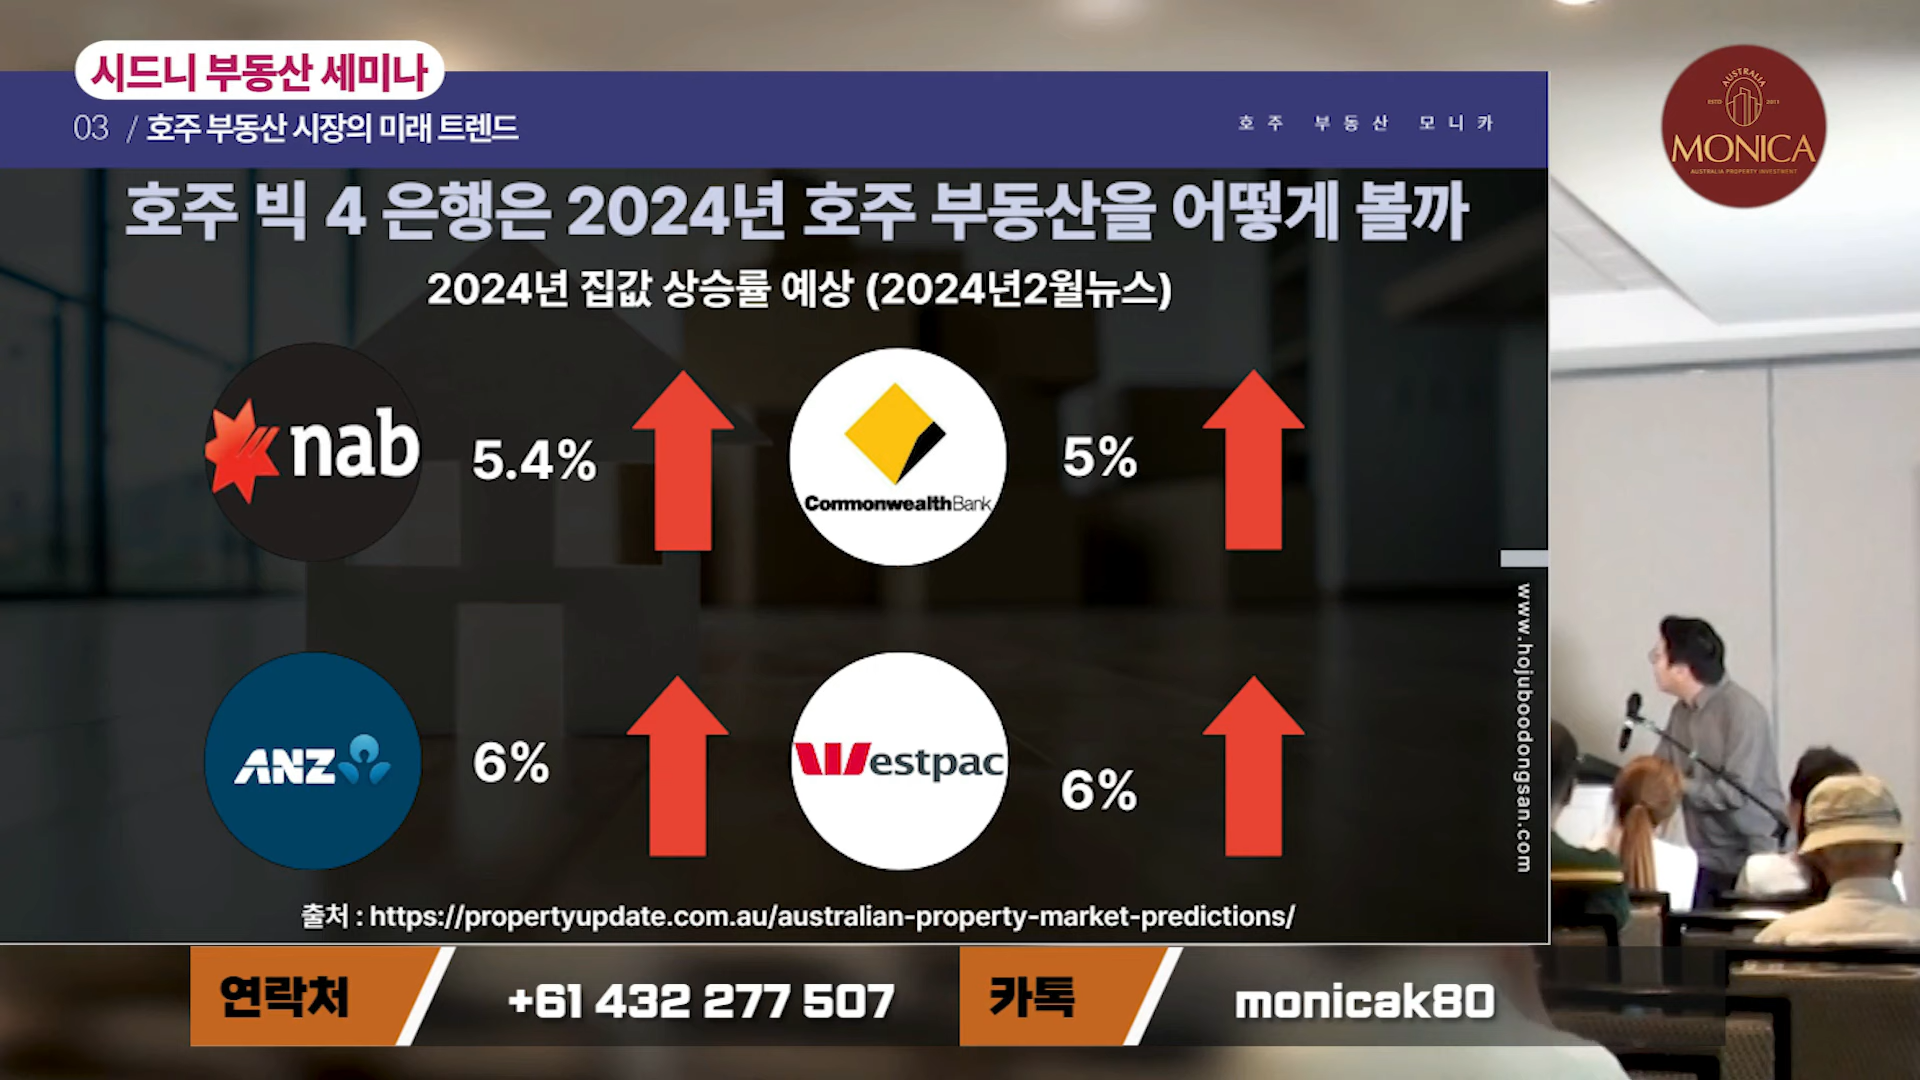 시드니 부동산 세미나
03 / 호주 부동산 시장의 미래 트렌드
호주 부동산 모니카
AUSTRALIA
ESTD 2011
MONICA
AUSTRALIA PROPERTY INVESTMENT
호주 빅 4 은행은 2024년 호주 부동산을 어떻게 볼까
2024년 집값 상승률 예상 (2024년2월뉴스)
nab
5.4%
CommonwealthBank
5%
ANZ
6%
Westpac
6%
www.hojuboodongsan.com
출처 : https://propertyupdate.com.au/australian-property-market-predictions/
연락처
+61 432 277 507
카톡
monicak80